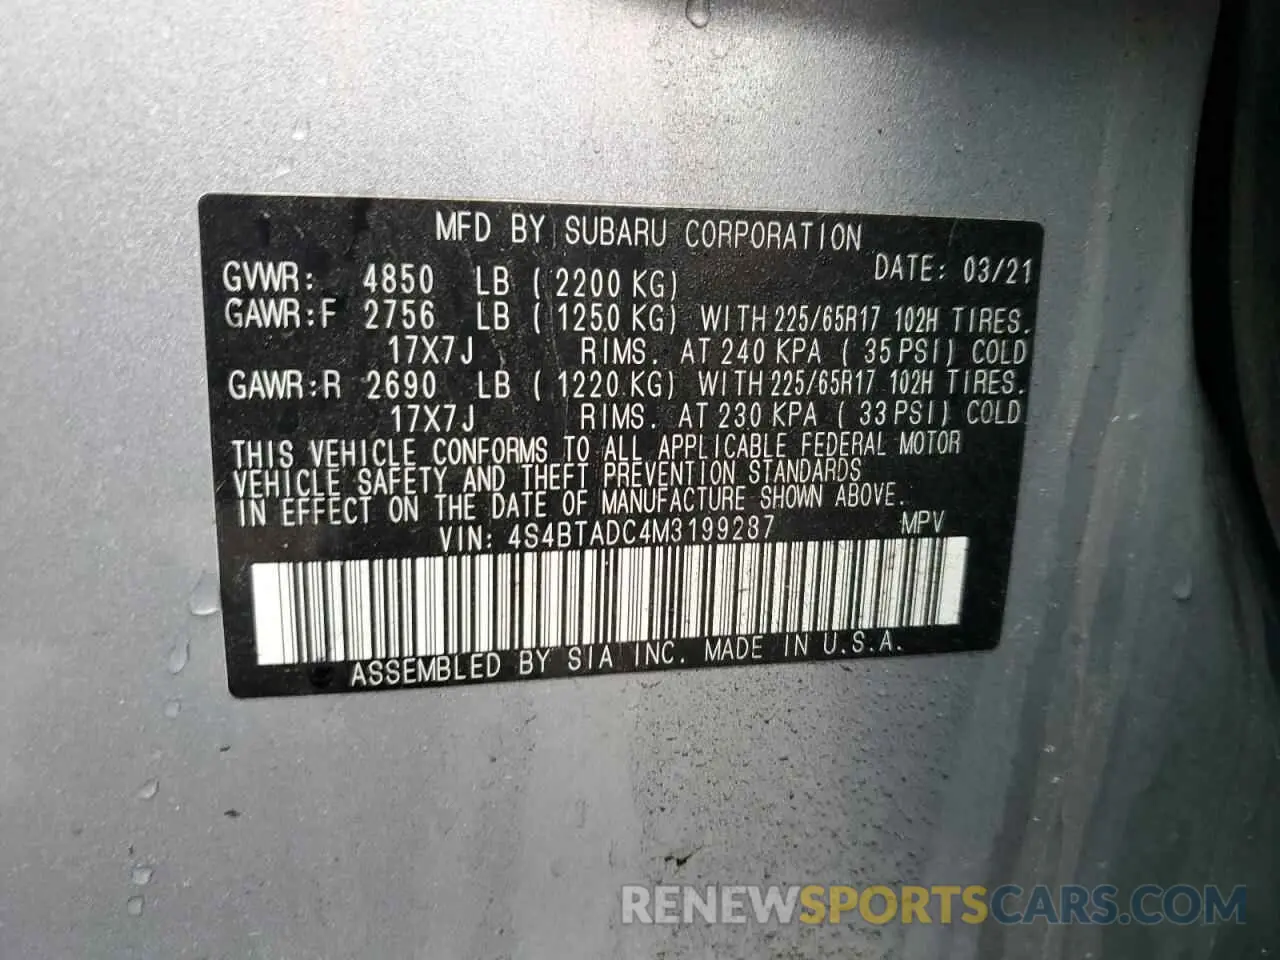 MFD BY SUBARU CORPORATION
DATE: 03/21
GVWR: 4850 LB (2200 KG)
GAWR:F 2756 LB (1250 KG) WITH 225/65R17 102H TIRES.
17X7J RIMS. AT 240 KPA (35 PSI) COLD
GAWR:R 2690 LB (1220 KG) WITH 225/65R17 102H TIRES.
17X7J RIMS. AT 230 KPA (33 PSI) COLD
THIS VEHICLE CONFORMS TO ALL APPLICABLE FEDERAL MOTOR
VEHICLE SAFETY AND THEFT PREVENTION STANDARDS
IN EFFECT ON THE DATE OF MANUFACTURE SHOWN ABOVE.
VIN: 4S4BTADC4M3199287 MPV
ASSEMBLED BY SIA INC. MADE IN U.S.A.
RENEWSPORTSCARS.COM